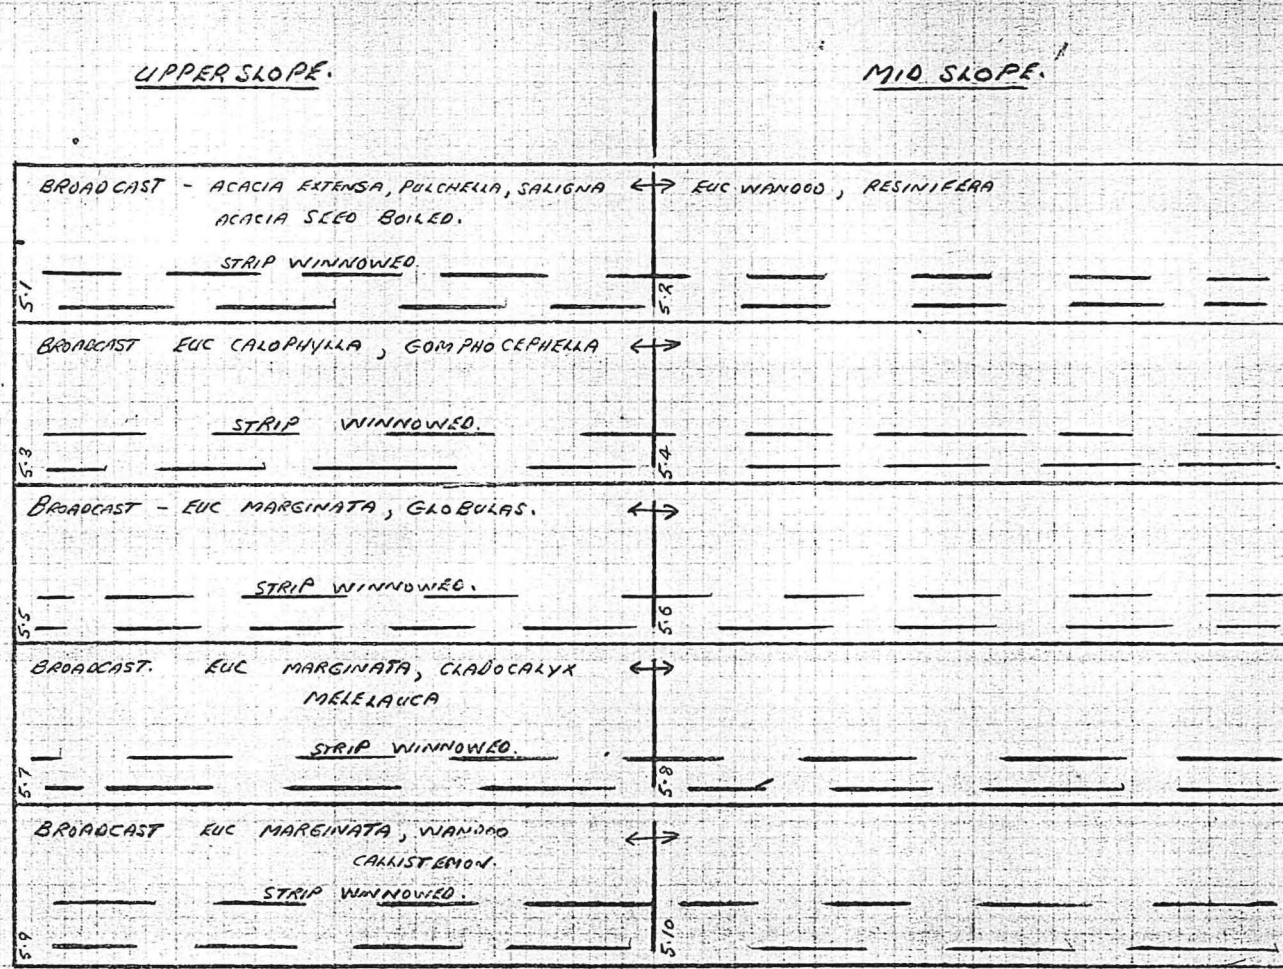 UPPER SLOPE.
MID SLOPE.
BROADCAST - ACACIA EXTENSA, PULCHELLA, SALIGNA ↔ EUC WANDOO, RESINIFERA
ACACIA SEED BOILED.
STRIP WINNOWED.
5.1
5.2
BROADCAST EUC CALOPHYLLA, GOMPHOCEPHELLA ↔
STRIP WINNOWED.
5.3
5.4
BROADCAST - EUC MARGINATA, GLOBULAS. ↔
STRIP WINNOWED.
5.5
5.6
BROADCAST. EUC MARGINATA, CLADOCALYX ↔
MELELAUCA
STRIP WINNOWED.
5.7
5.8
BROADCAST EUC MARGINATA, WANDOO ↔
CALLISTEMON.
STRIP WINNOWED.
5.9
5.10